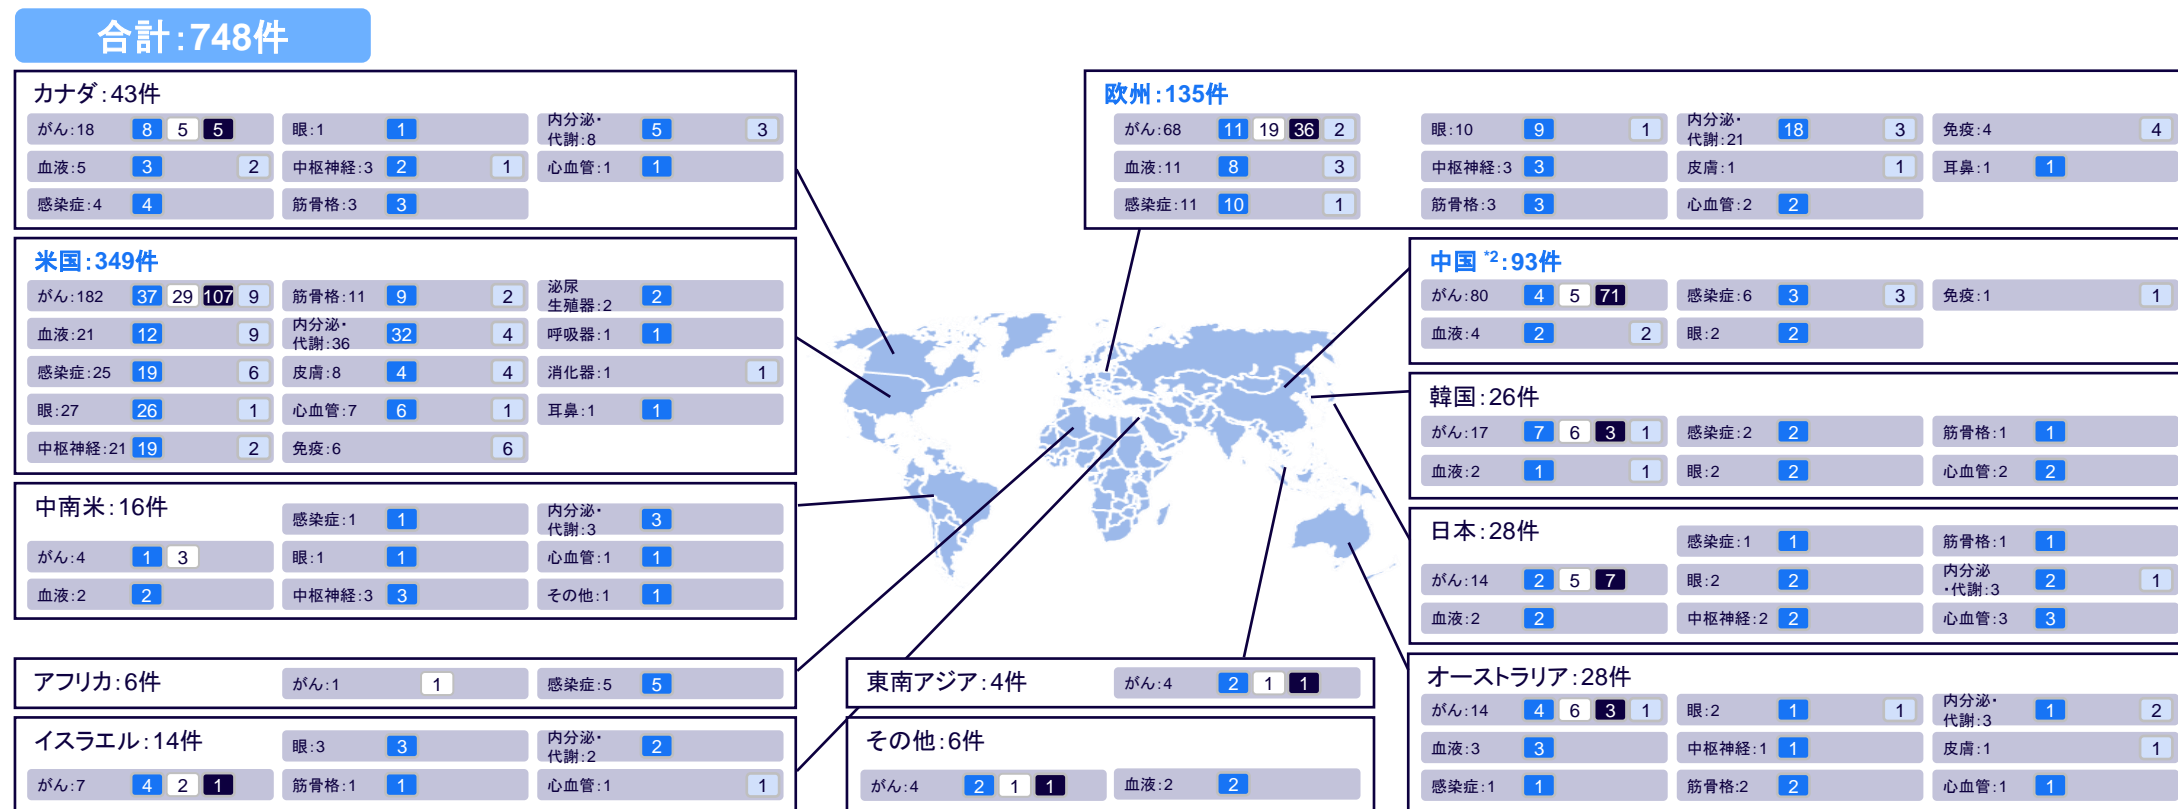 合計:748件
カナダ:43件
がん:18 8 5 5
眼:1 1
内分泌・
代謝:8 5 3
血液:5 3 2
中枢神経:3 2 1
心血管:1 1
感染症:4 4
筋骨格:3 3
欧州:135件
がん:68 11 19 36 2
眼:10 9 1
内分泌・
代謝:21 18 3
免疫:4 4
血液:11 8 3
中枢神経:3 3
皮膚:1 1
耳鼻:1 1
感染症:11 10 1
筋骨格:3 3
心血管:2 2
米国:349件
がん:182 37 29 107 9
筋骨格:11 9 2
泌尿
生殖器:2 2
血液:21 12 9
内分泌・
代謝:36 32 4
呼吸器:1 1
感染症:25 19 6
皮膚:8 4 4
消化器:1 1
眼:27 26 1
心血管:7 6 1
耳鼻:1 1
中枢神経:21 19 2
免疫:6 6
中国 *2:93件
がん:80 4 5 71
感染症:6 3 3
免疫:1 1
血液:4 2 2
眼:2 2
韓国:26件
がん:17 7 6 3 1
感染症:2 2
筋骨格:1 1
血液:2 1 1
眼:2 2
心血管:2 2
中南米:16件
感染症:1 1
内分泌・
代謝:3 3
がん:4 1 3
眼:1 1
心血管:1 1
血液:2 2
中枢神経:3 3
その他:1 1
日本:28件
感染症:1 1
筋骨格:1 1
がん:14 2 5 7
眼:2 2
内分泌
・代謝:3 2 1
血液:2 2
中枢神経:2 2
心血管:3 3
アフリカ:6件
がん:1 1
感染症:5 5
東南アジア:4件
がん:4 2 1 1
オーストラリア:28件
がん:14 4 6 3 1
眼:2 1 1
内分泌・
代謝:3 1 2
血液:3 3
中枢神経:1 1
皮膚:1 1
感染症:1 1
筋骨格:2 2
心血管:1 1
イスラエル:14件
眼:3 3
内分泌・
代謝:2 2
がん:7 4 2 1
筋骨格:1 1
心血管:1 1
その他:6件
がん:4 2 1 1
血液:2 2